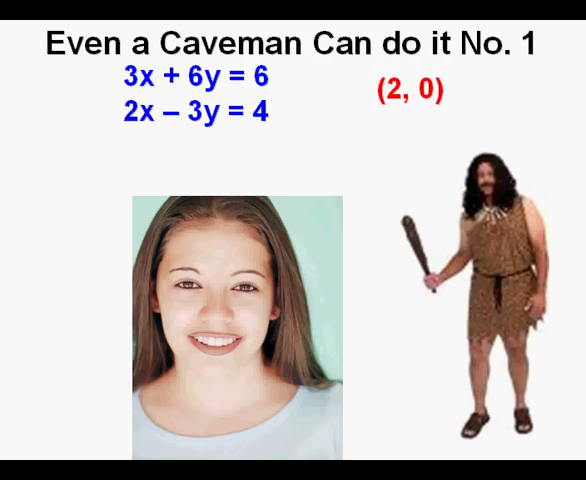 Even a Caveman Can do it No. 1
3x + 6y = 6
(2, 0)
2x – 3y = 4